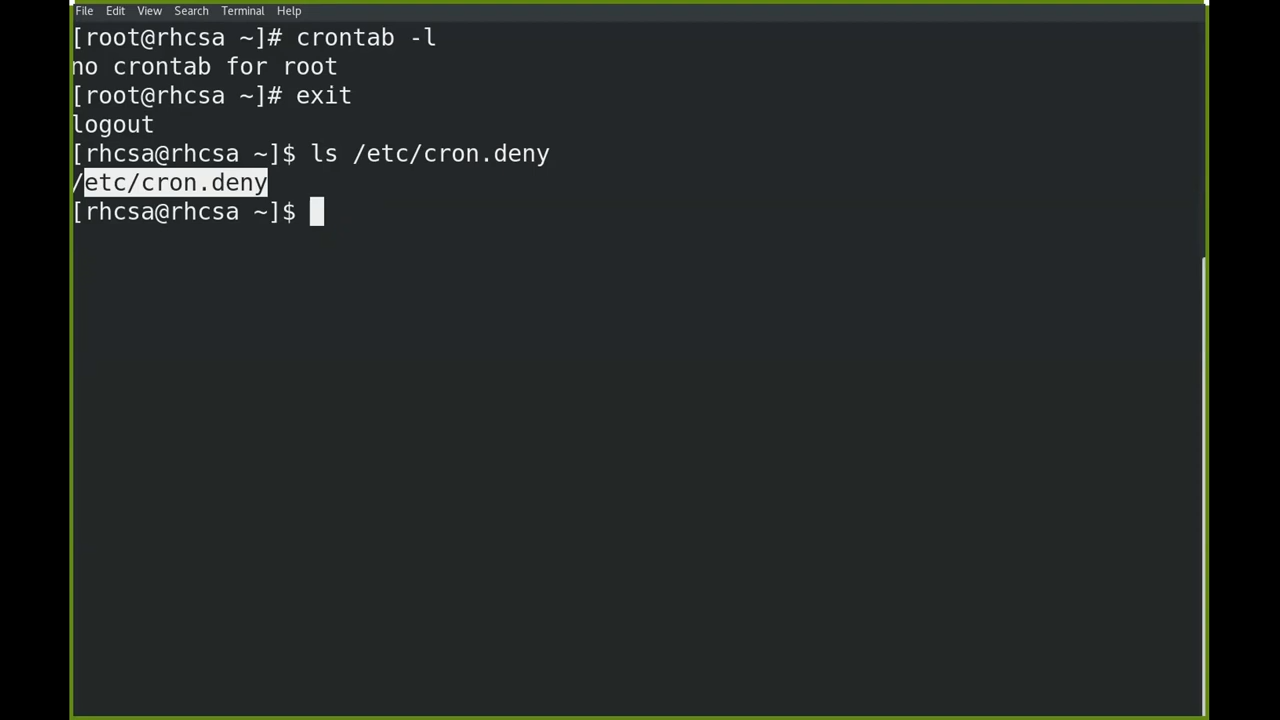 File Edit View Search Terminal Help
[root@rhcsa ~]# crontab -l
no crontab for root
[root@rhcsa ~]# exit
logout
[rhcsa@rhcsa ~]$ ls /etc/cron.deny
/etc/cron.deny
[rhcsa@rhcsa ~]$